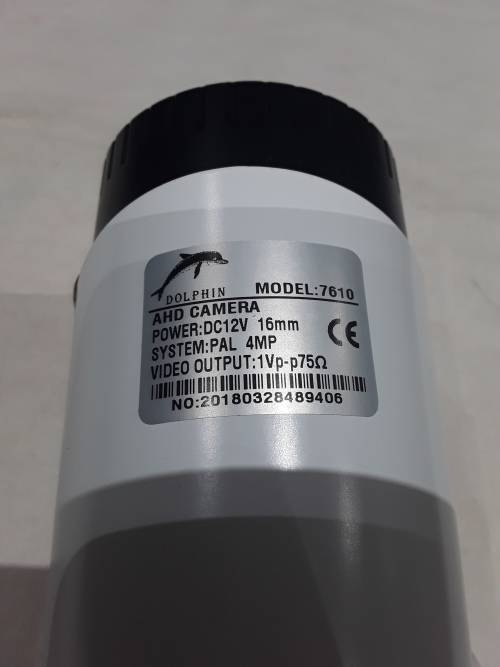 DOLPHIN
MODEL:7610
AHD CAMERA
POWER:DC12V 16mm
SYSTEM:PAL 4MP
CE
VIDEO OUTPUT:1Vp-p75Ω
NO:20180328489406